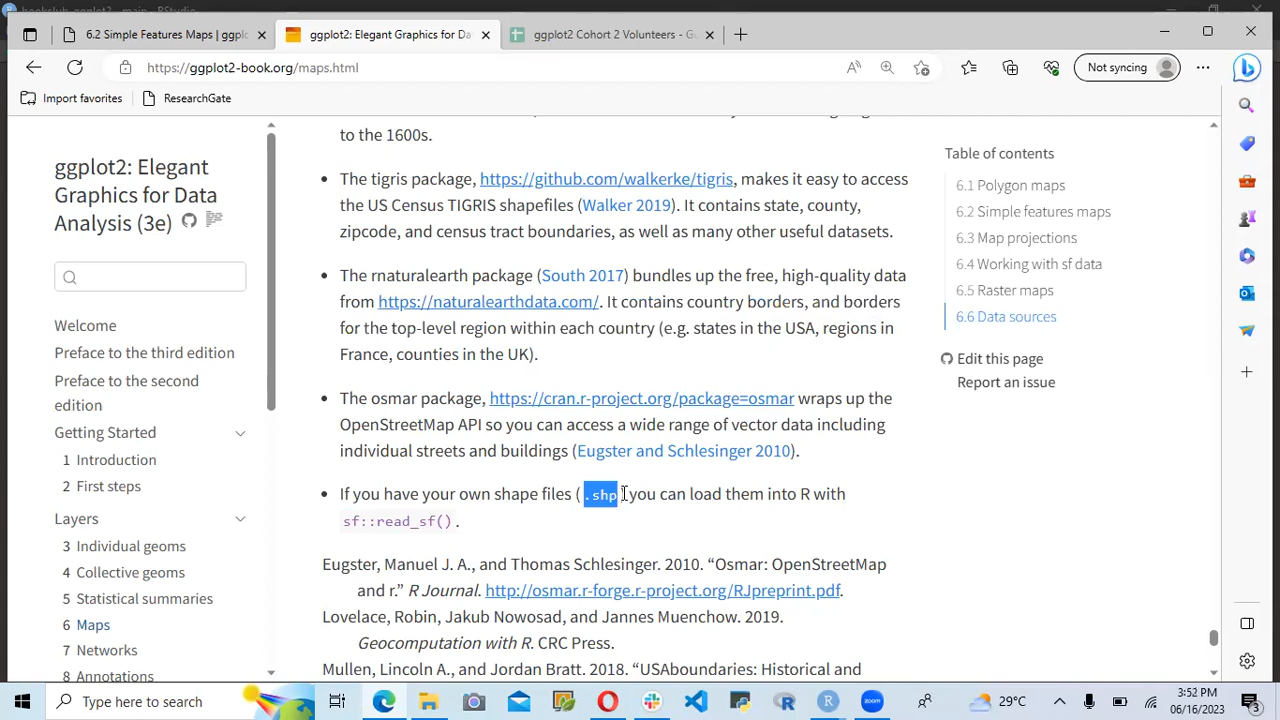 6.2 Simple Features Maps | ggplo
ggplot2: Elegant Graphics for Da
ggplot2 Cohort 2 Volunteers - G
https://ggplot2-book.org/maps.html
Not syncing
Import favorites
ResearchGate
ggplot2: Elegant
Graphics for Data
Analysis (3e)
Welcome
Preface to the third edition
Preface to the second
edition
Getting Started
1 Introduction
2 First steps
Layers
3 Individual geoms
4 Collective geoms
5 Statistical summaries
6 Maps
7 Networks
8 Annotations
to the 1600s.
• The tigris package, https://github.com/walkerke/tigris, makes it easy to access
the US Census TIGRIS shapefiles (Walker 2019). It contains state, county,
zipcode, and census tract boundaries, as well as many other useful datasets.
• The rnaturalearth package (South 2017) bundles up the free, high-quality data
from https://naturalearthdata.com/. It contains country borders, and borders
for the top-level region within each country (e.g. states in the USA, regions in
France, counties in the UK).
• The osmar package, https://cran.r-project.org/package=osmar wraps up the
OpenStreetMap API so you can access a wide range of vector data including
individual streets and buildings (Eugster and Schlesinger 2010).
• If you have your own shape files ( .shp you can load them into R with
sf::read_sf() .
Eugster, Manuel J. A., and Thomas Schlesinger. 2010. “Osmar: OpenStreetMap
and r.” R Journal. http://osmar.r-forge.r-project.org/RJpreprint.pdf.
Lovelace, Robin, Jakub Nowosad, and Jannes Muenchow. 2019.
Geocomputation with R. CRC Press.
Mullen, Lincoln A., and Jordan Bratt. 2018. “USAboundaries: Historical and
Table of contents
6.1 Polygon maps
6.2 Simple features maps
6.3 Map projections
6.4 Working with sf data
6.5 Raster maps
6.6 Data sources
Edit this page
Report an issue
Type here to search
29°C
3:52 PM
06/16/2023